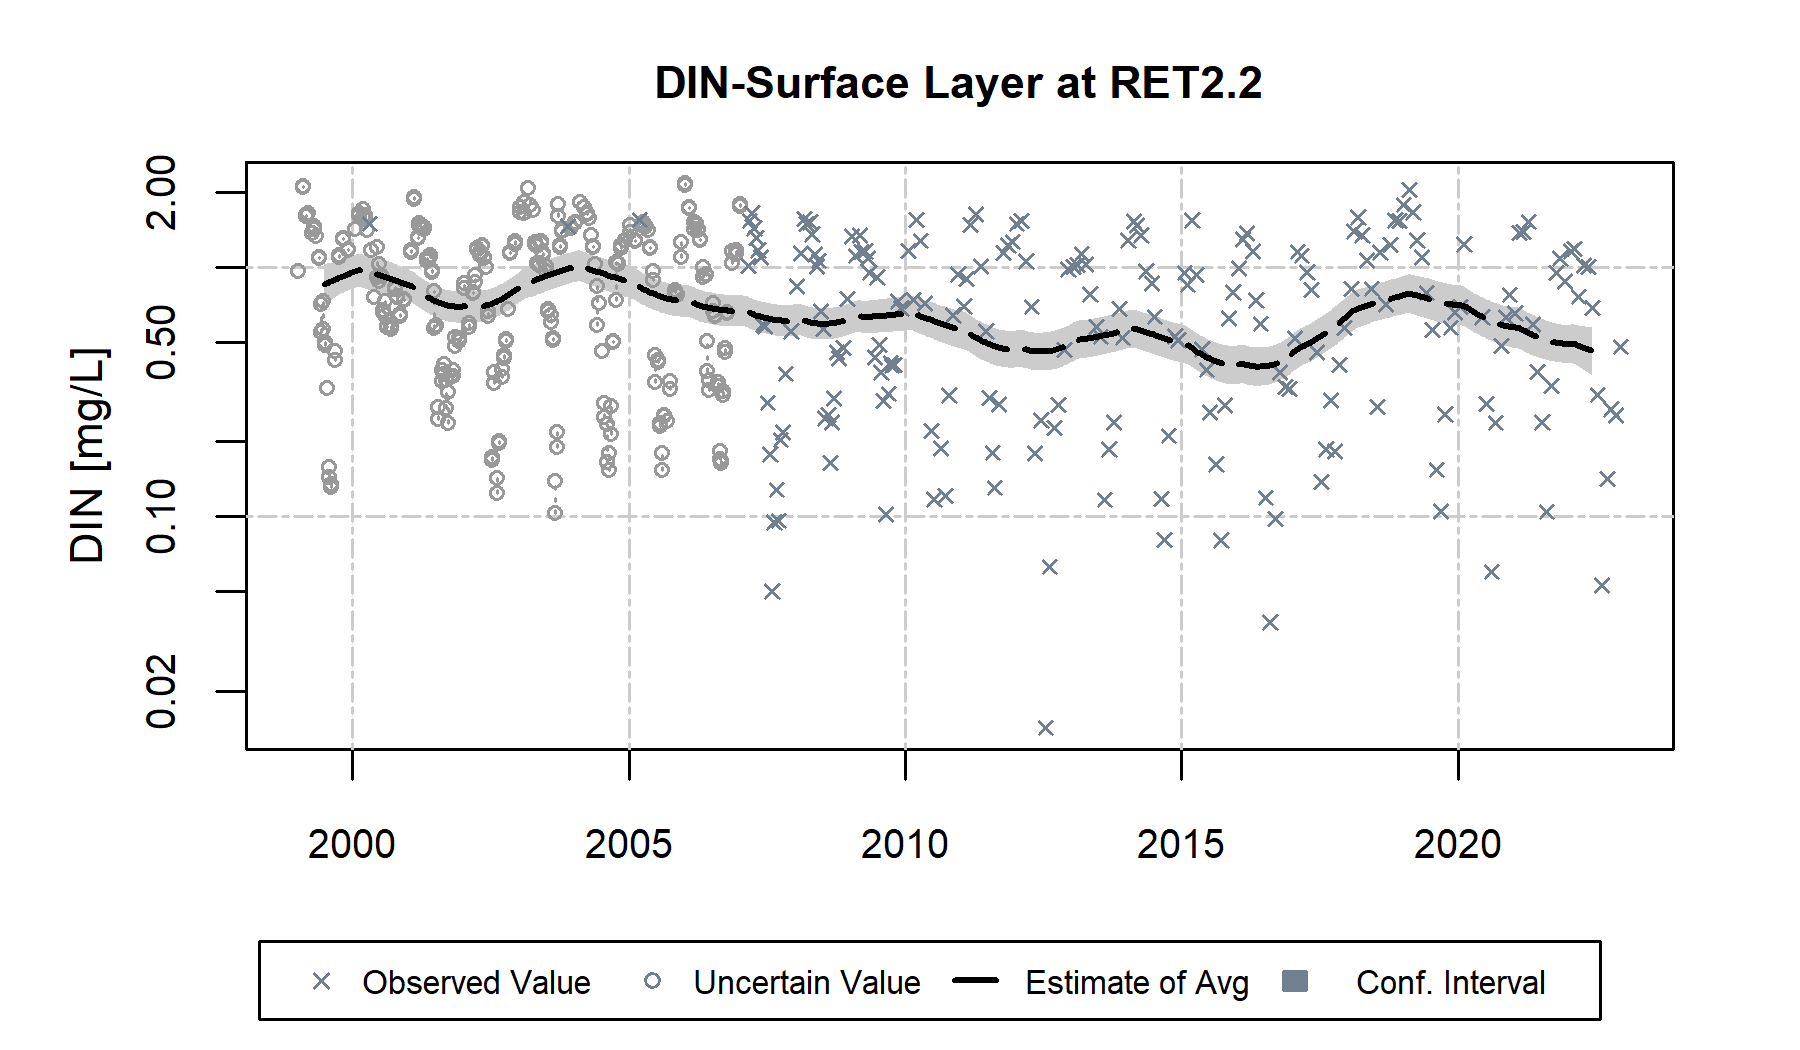 DIN-Surface Layer at RET2.2
DIN [mg/L]
2.00
0.50
0.10
0.02
2000 2005 2010 2015 2020
Observed Value Uncertain Value Estimate of Avg Conf. Interval